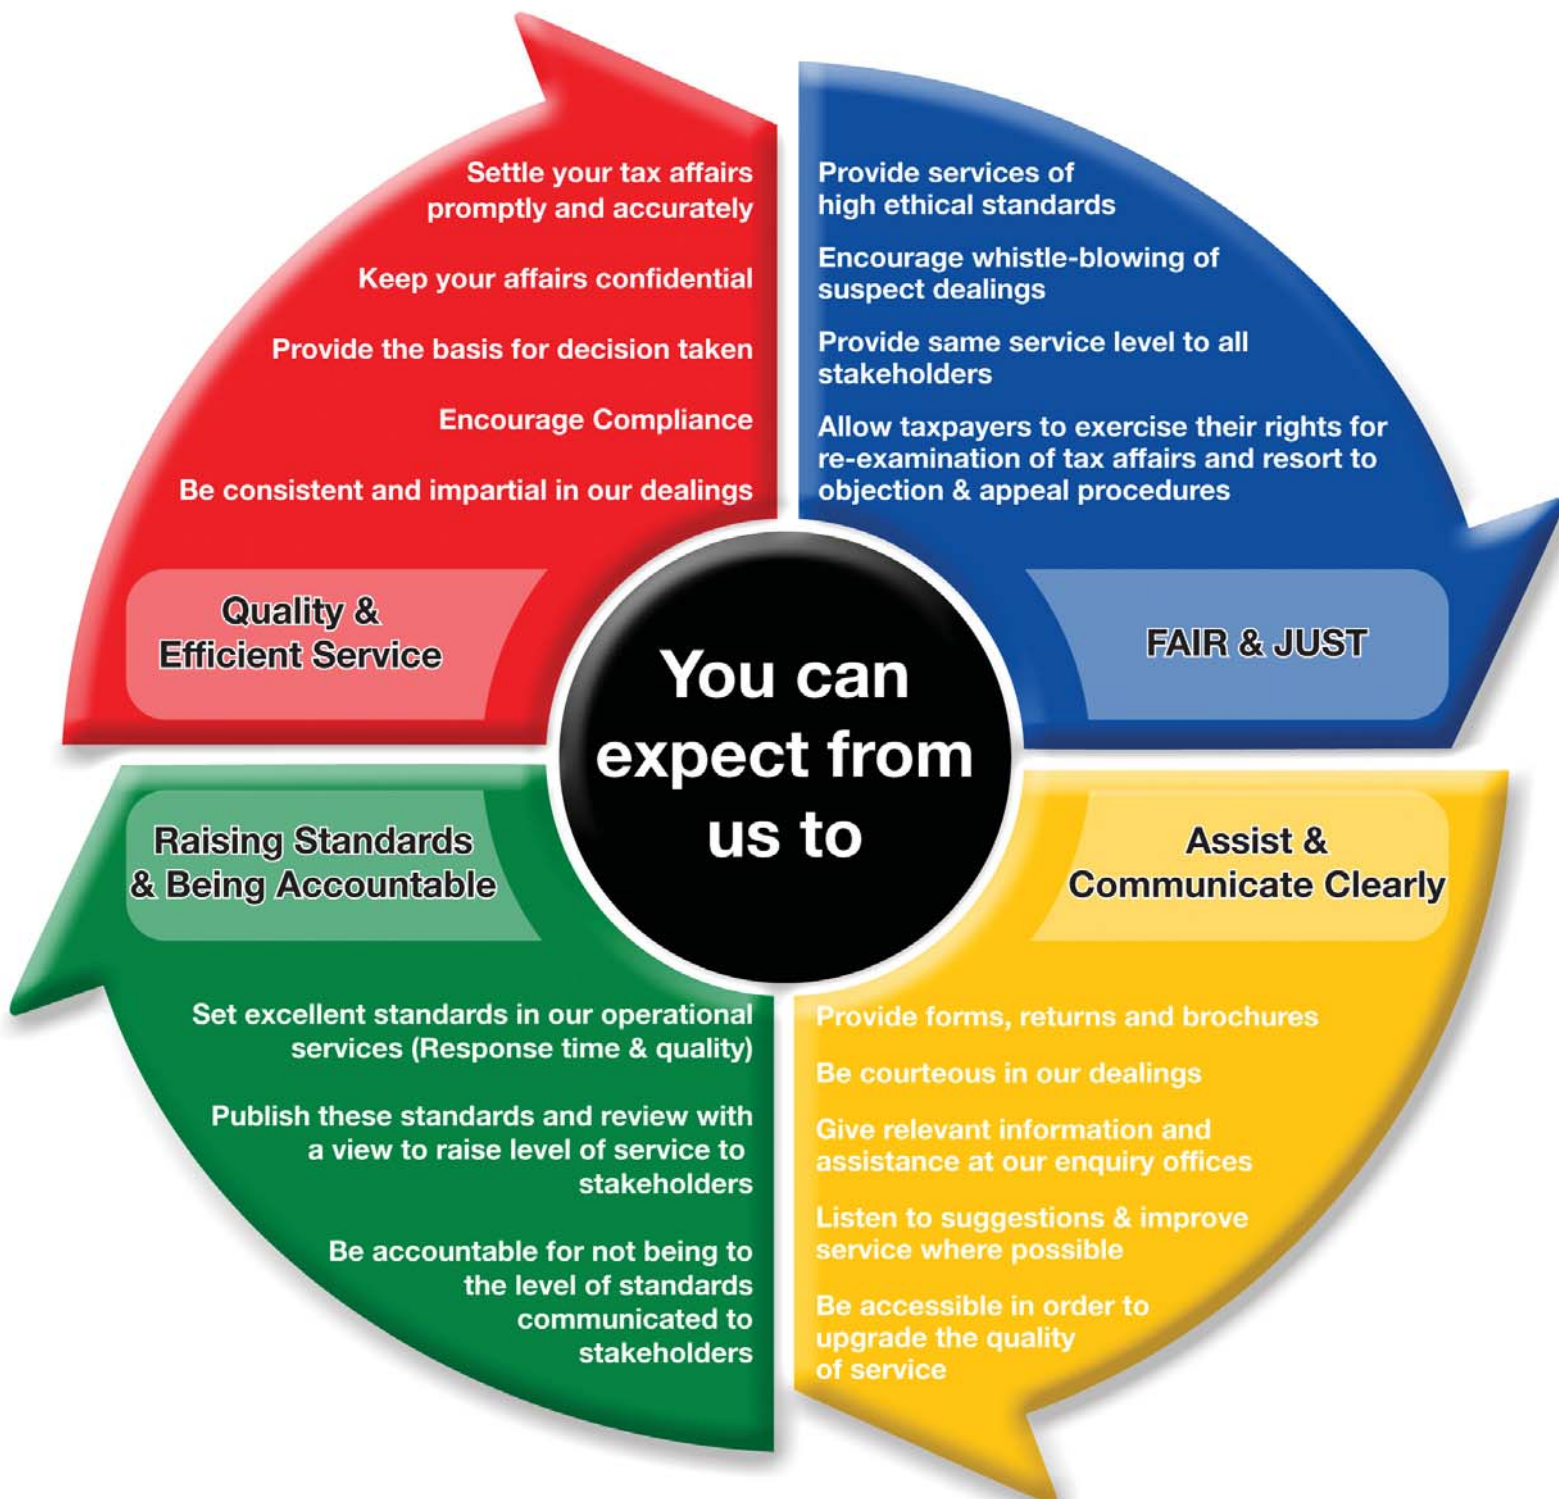 Settle your tax affairs
promptly and accurately
Keep your affairs confidential
Provide the basis for decision taken
Encourage Compliance
Be consistent and impartial in our dealings
Quality &
Efficient Service
Provide services of
high ethical standards
Encourage whistle-blowing of
suspect dealings
Provide same service level to all
stakeholders
Allow taxpayers to exercise their rights for
re-examination of tax affairs and resort to
objection & appeal procedures
FAIR & JUST
You can
expect from
us to
Raising Standards
& Being Accountable
Set excellent standards in our operational
services (Response time & quality)
Publish these standards and review with
a view to raise level of service to
stakeholders
Be accountable for not being to
the level of standards
communicated to
stakeholders
Assist &
Communicate Clearly
Provide forms, returns and brochures
Be courteous in our dealings
Give relevant information and
assistance at our enquiry offices
Listen to suggestions & improve
service where possible
Be accessible in order to
upgrade the quality
of service